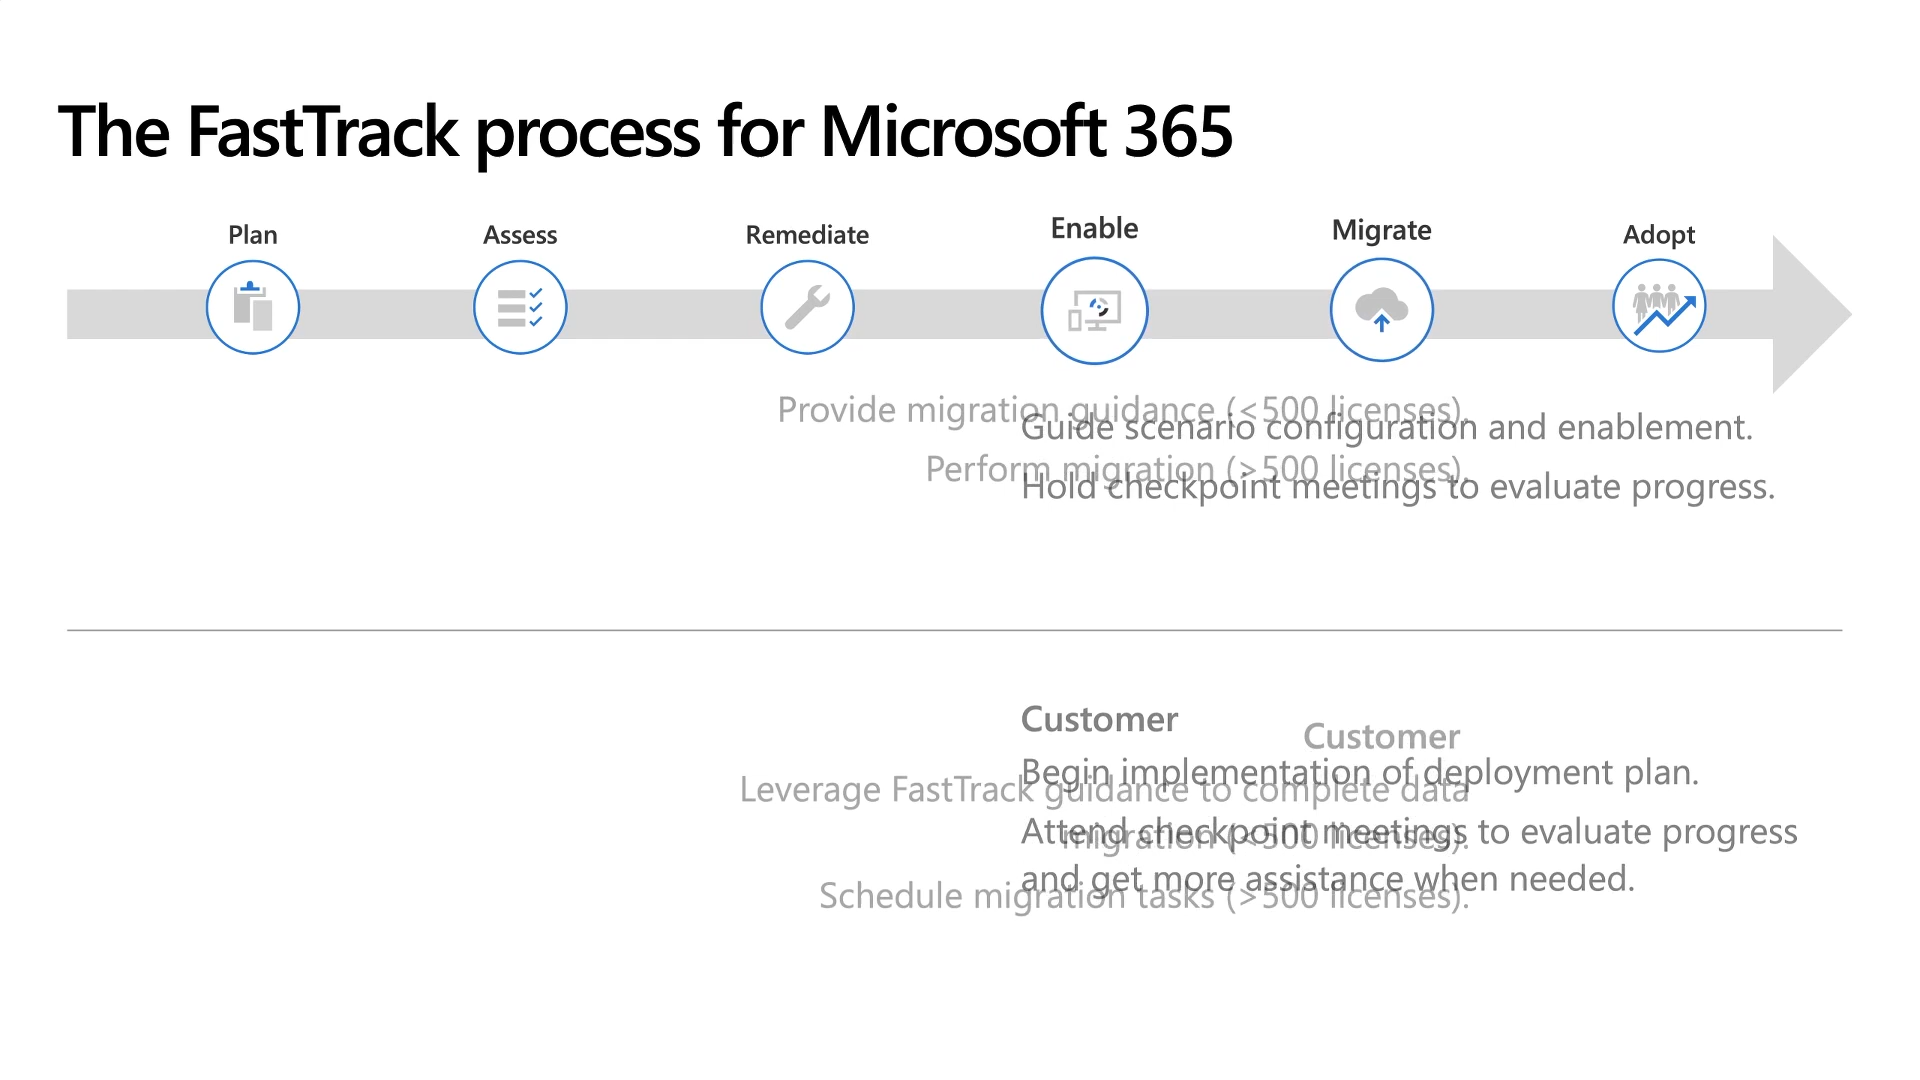 The FastTrack process for Microsoft 365
Plan
Assess
Remediate
Enable
Migrate
Adopt
Provide migration guidance (<500 licenses).
Perform migration (>500 licenses).
Guide scenario configuration and enablement.
Hold checkpoint meetings to evaluate progress.
Customer
Begin implementation of deployment plan.
Attend checkpoint meetings to evaluate progress
and get more assistance when needed.
Customer
Leverage FastTrack guidance to complete data
migration (<500 licenses).
Schedule migration tasks (>500 licenses).